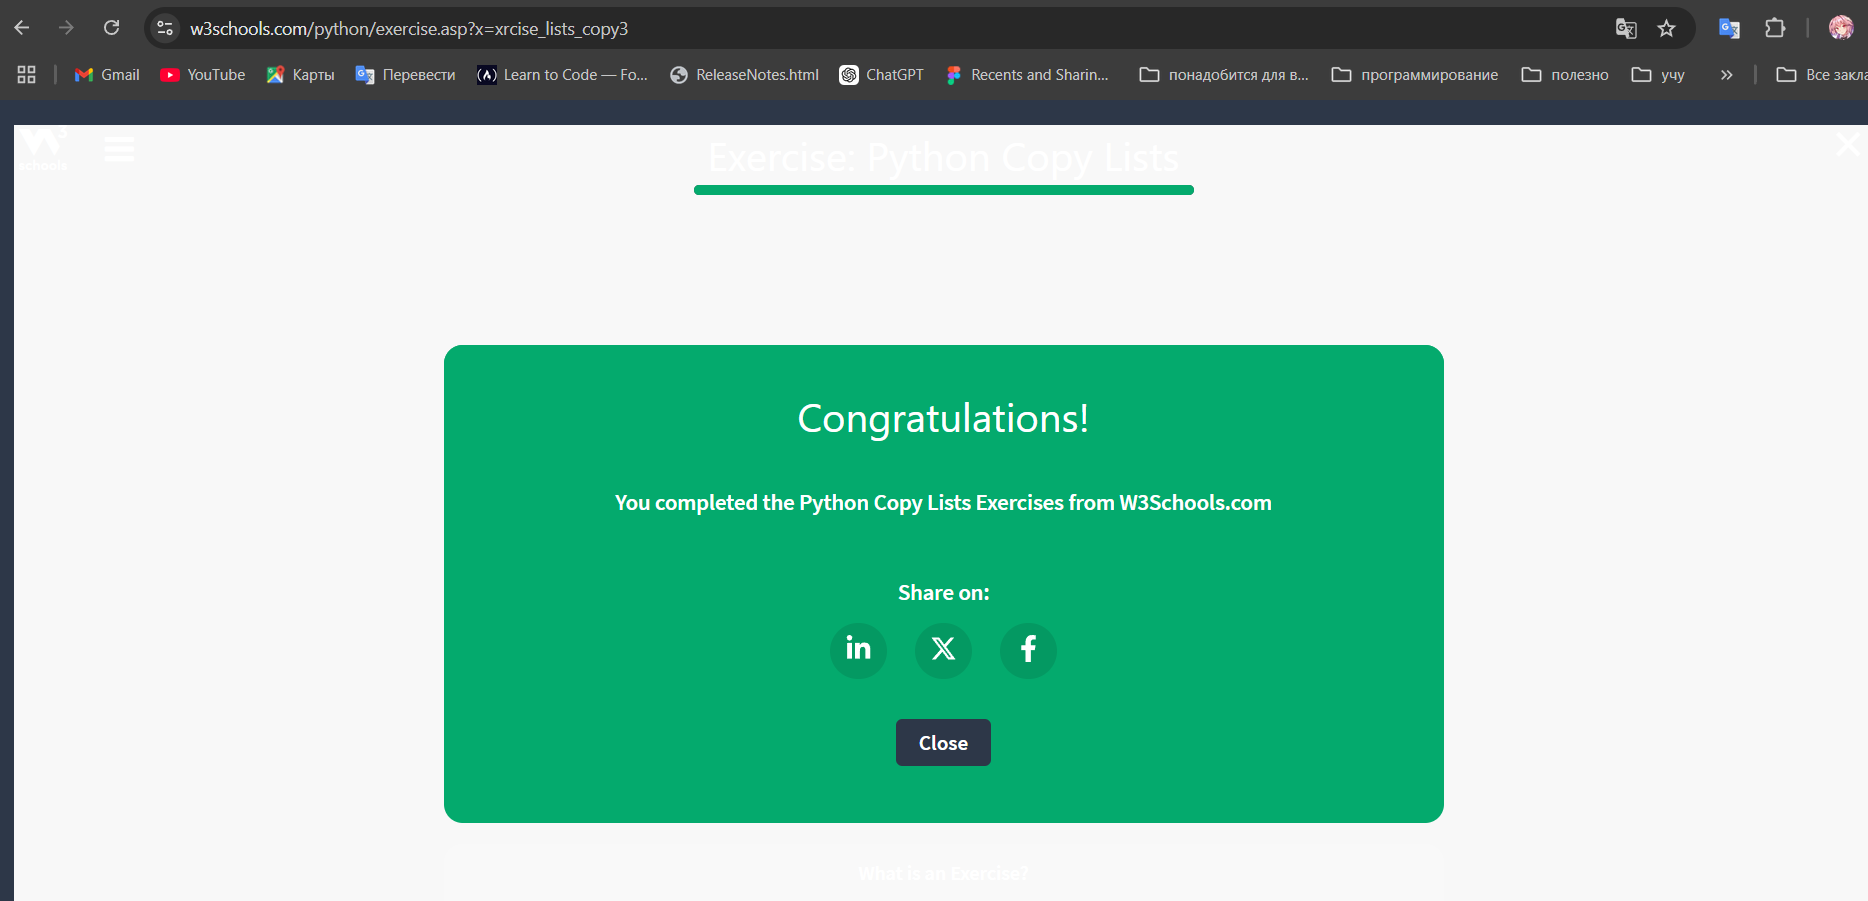 w3schools.com/python/exercise.asp?x=xrcise_lists_copy3
Gmail YouTube Карты Перевести Learn to Code — Fo... ReleaseNotes.html ChatGPT Recents and Sharin... понадобится для в... программирование полезно учу » Все закла
W3
schools
Exercise: Python Copy Lists
Congratulations!
You completed the Python Copy Lists Exercises from W3Schools.com
Share on:
in X f
Close
What is an Exercise?